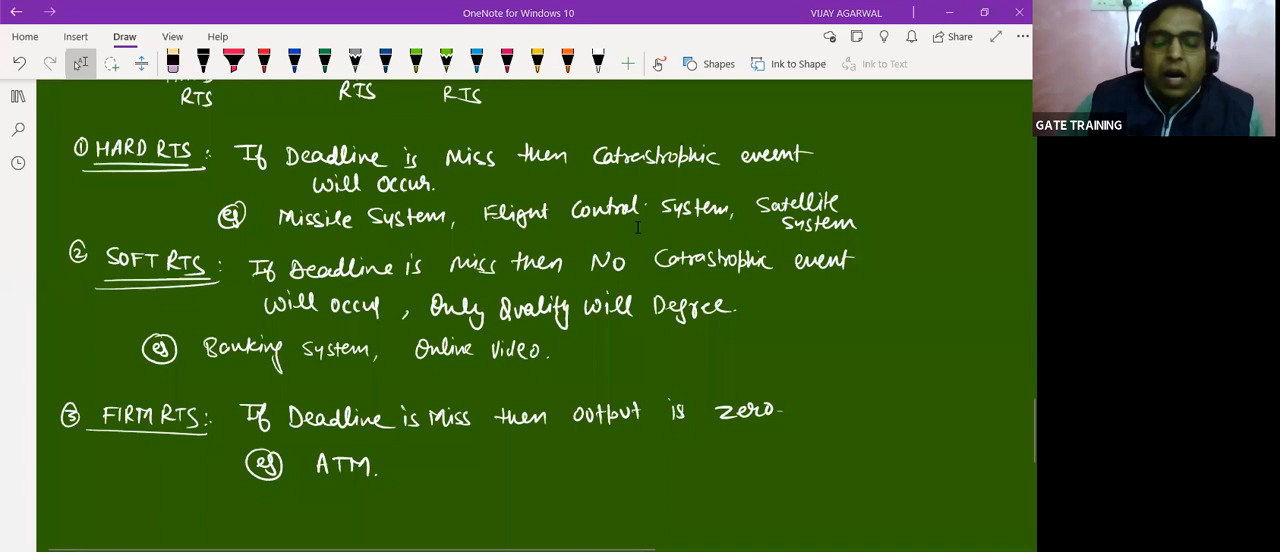 OneNote for Windows 10
VIJAY AGARWAL
Home Insert Draw View Help
Share
Shapes
Ink to Shape
Ink to Text
GATE TRAINING
RTS
RTS
RTS
① HARD RTS : If Deadline is Miss then Catrastrophic eveent
will occur.
eg Missile System, Flight Control System, Satellite
System
② SOFT RTS : If Deadline is Miss then No Catrastrophic event
will occur, Only Quality will Degree.
eg Banking System, Online Video.
③ FIRM RTS : If Deadline is Miss then output is zero
eg ATM.